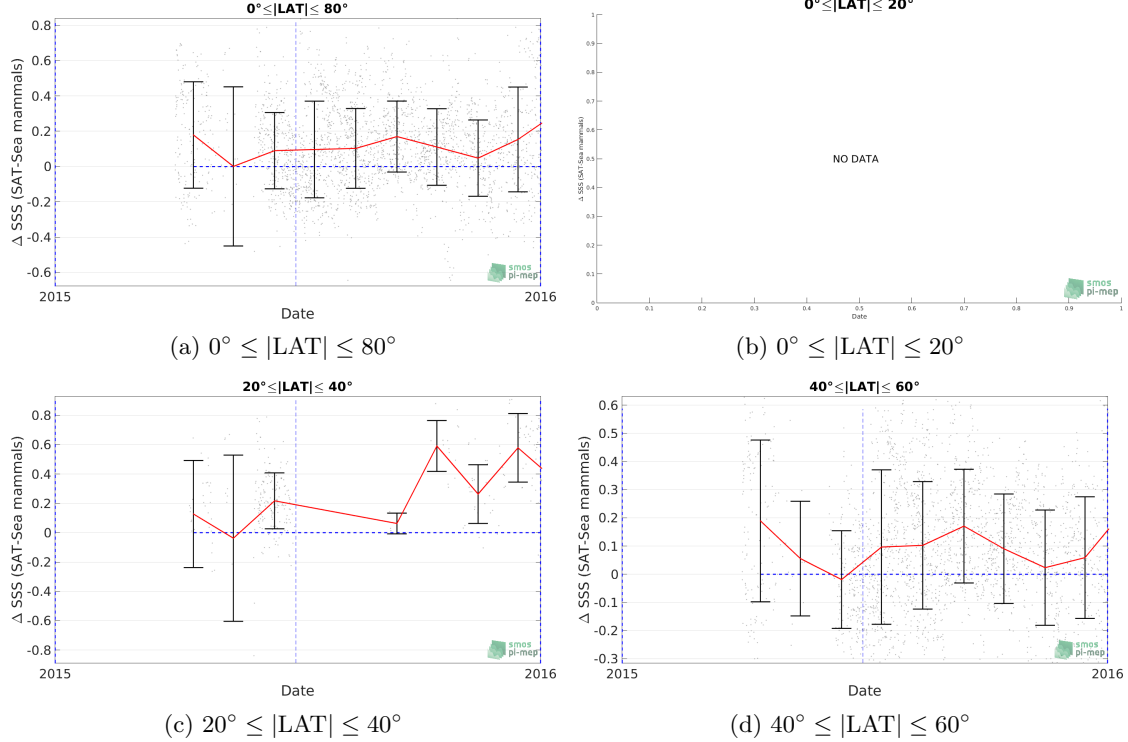 0°≤|LAT|≤ 80°
0.8
0.6
0.4
0.2
0
-0.2
-0.4
-0.6
Δ SSS (SAT-Sea mammals)
2015
2016
Date
smos
pi-mep
(a) 0° ≤ |LAT| ≤ 80°
0°≤|LAT|≤ 20°
1
0.9
0.8
0.7
0.6
0.5
0.4
0.3
0.2
0.1
0
Δ SSS (SAT-Sea mammals)
NO DATA
0 0.1 0.2 0.3 0.4 0.5 0.6 0.7 0.8 0.9 1
Date
smos
pi-mep
(b) 0° ≤ |LAT| ≤ 20°
20°≤|LAT|≤ 40°
0.8
0.6
0.4
0.2
0
-0.2
-0.4
-0.6
-0.8
Δ SSS (SAT-Sea mammals)
2015
2016
Date
smos
pi-mep
(c) 20° ≤ |LAT| ≤ 40°
40°≤|LAT|≤ 60°
0.6
0.5
0.4
0.3
0.2
0.1
0
-0.1
-0.2
-0.3
Δ SSS (SAT-Sea mammals)
2015
2016
Date
smos
pi-mep
(d) 40° ≤ |LAT| ≤ 60°